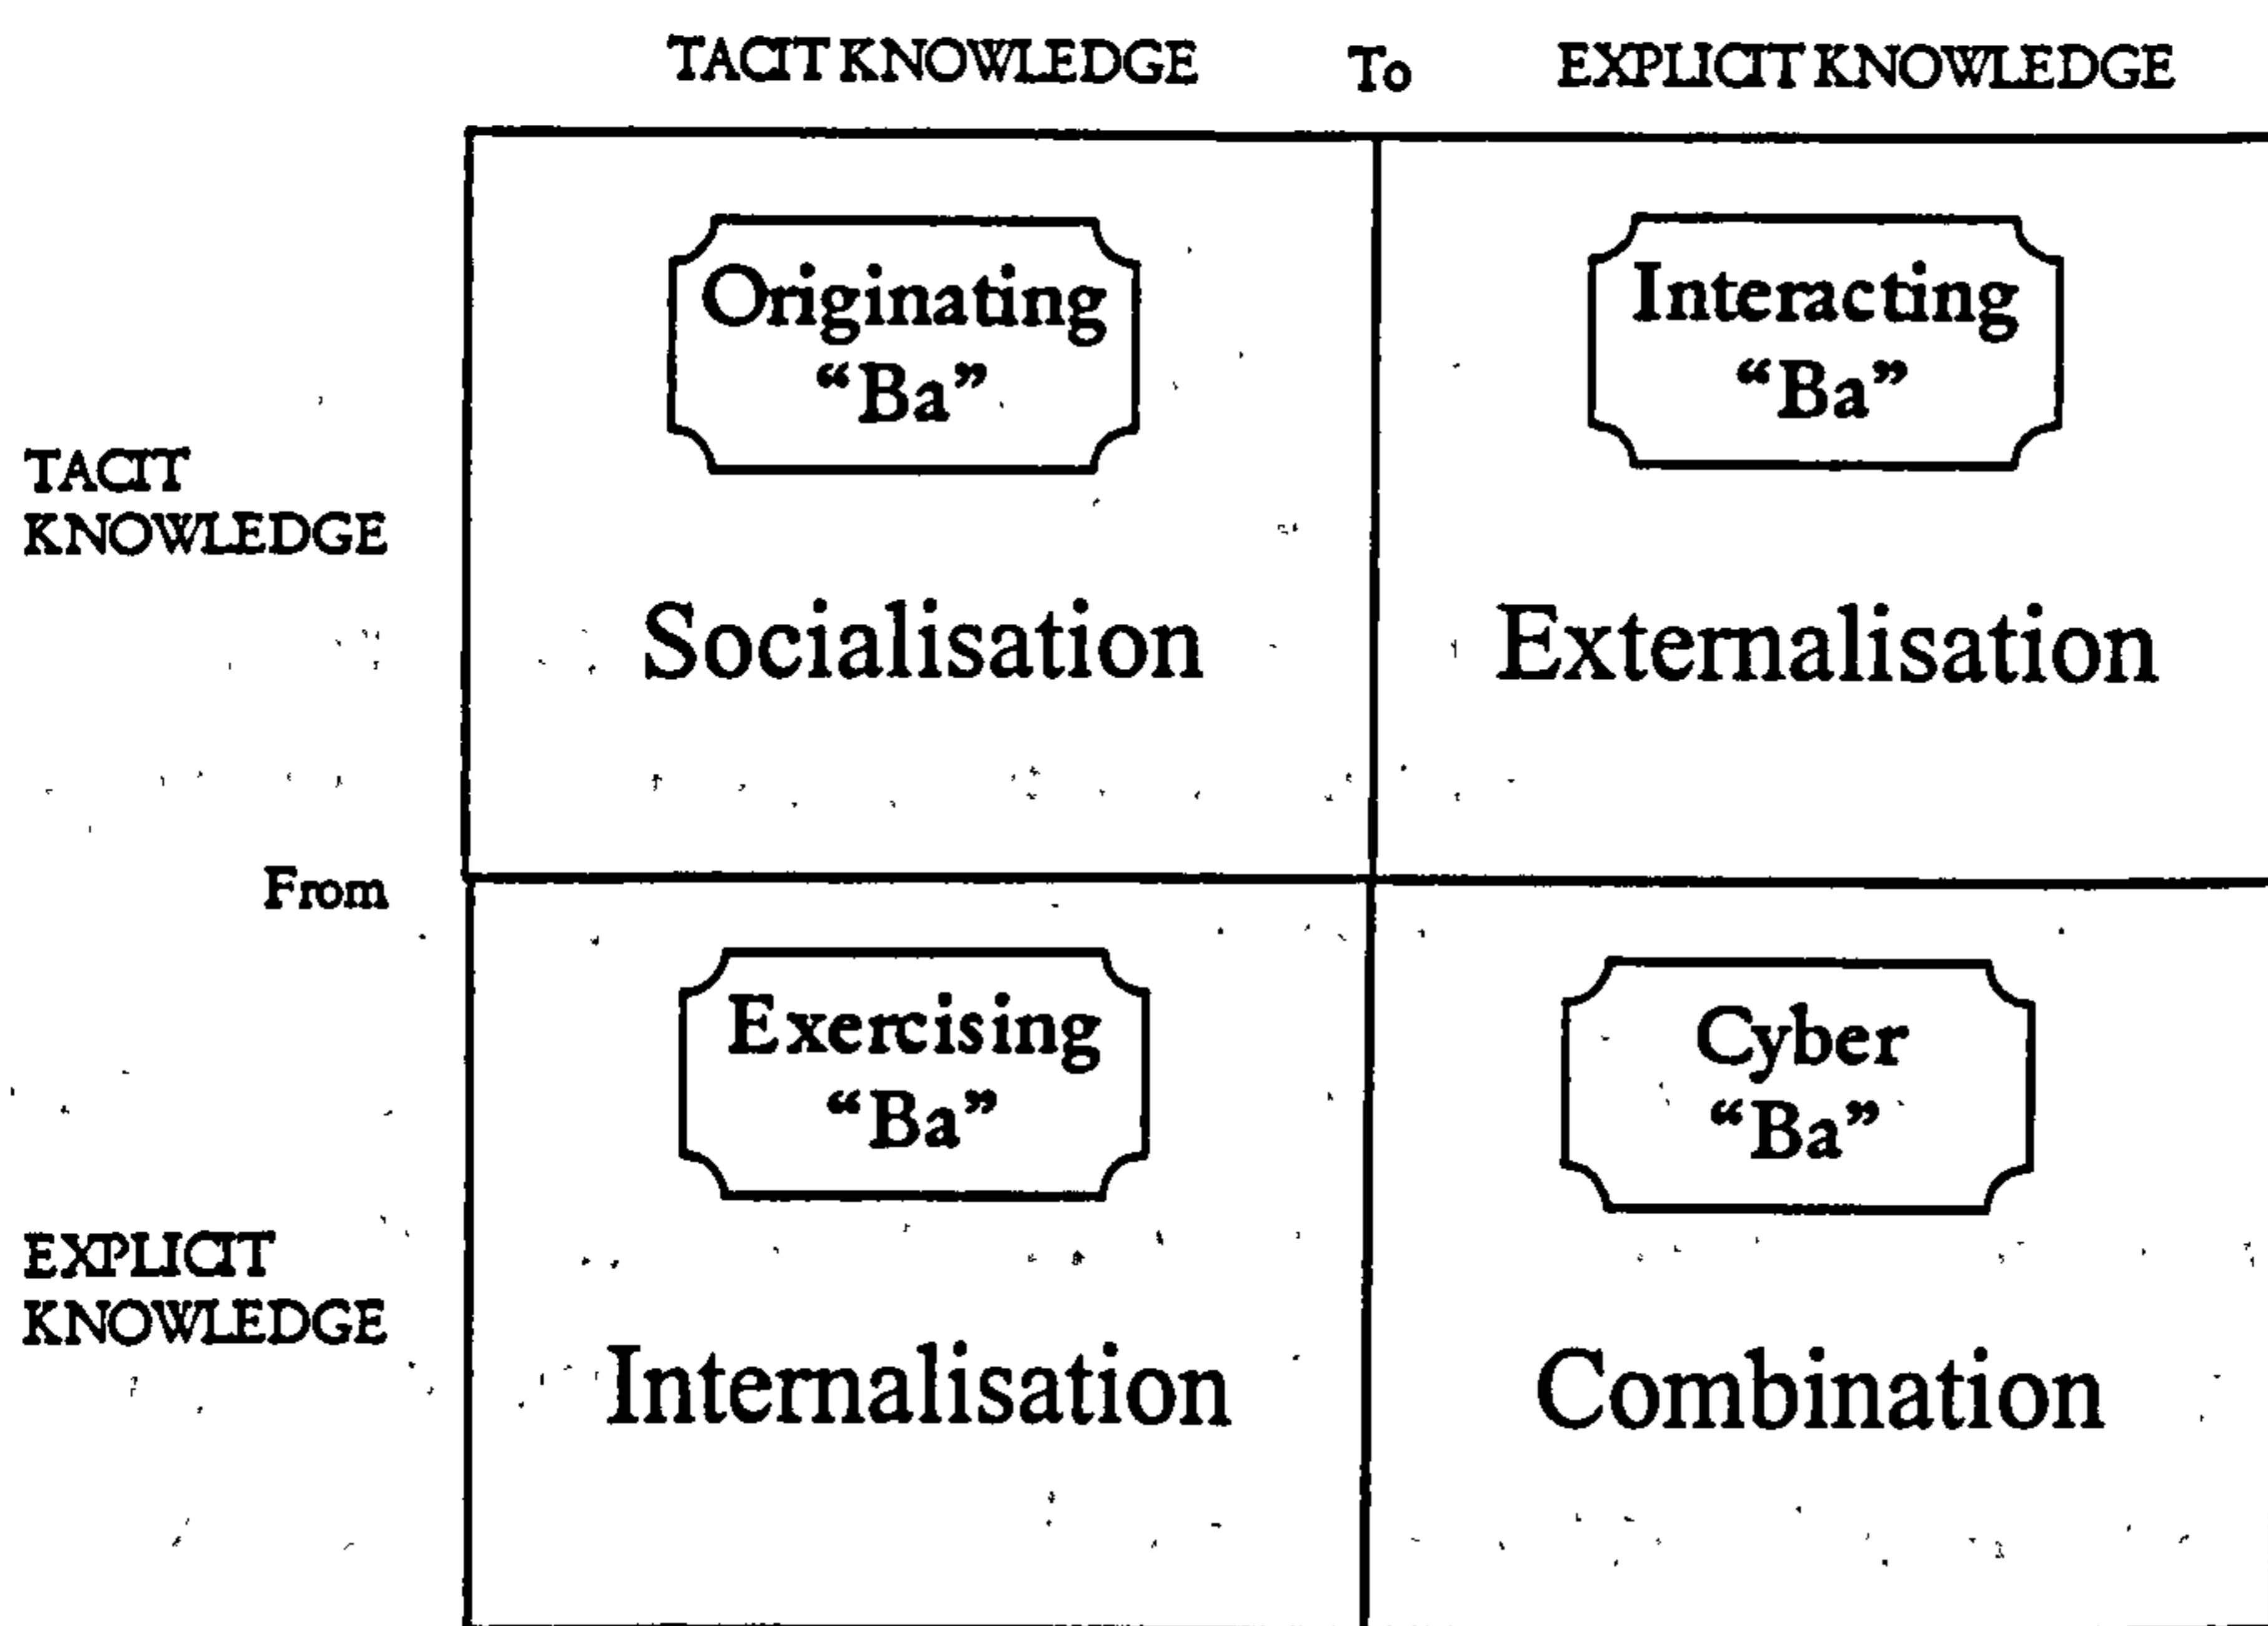 TACIT KNOWLEDGE To EXPLICIT KNOWLEDGE
Originating
“Ba”
Interacting
“Ba”
TACIT
KNOWLEDGE
Socialisation
Externalisation
From
Exercising
“Ba”
Cyber
“Ba”
EXPLICIT
KNOWLEDGE
Internalisation
Combination